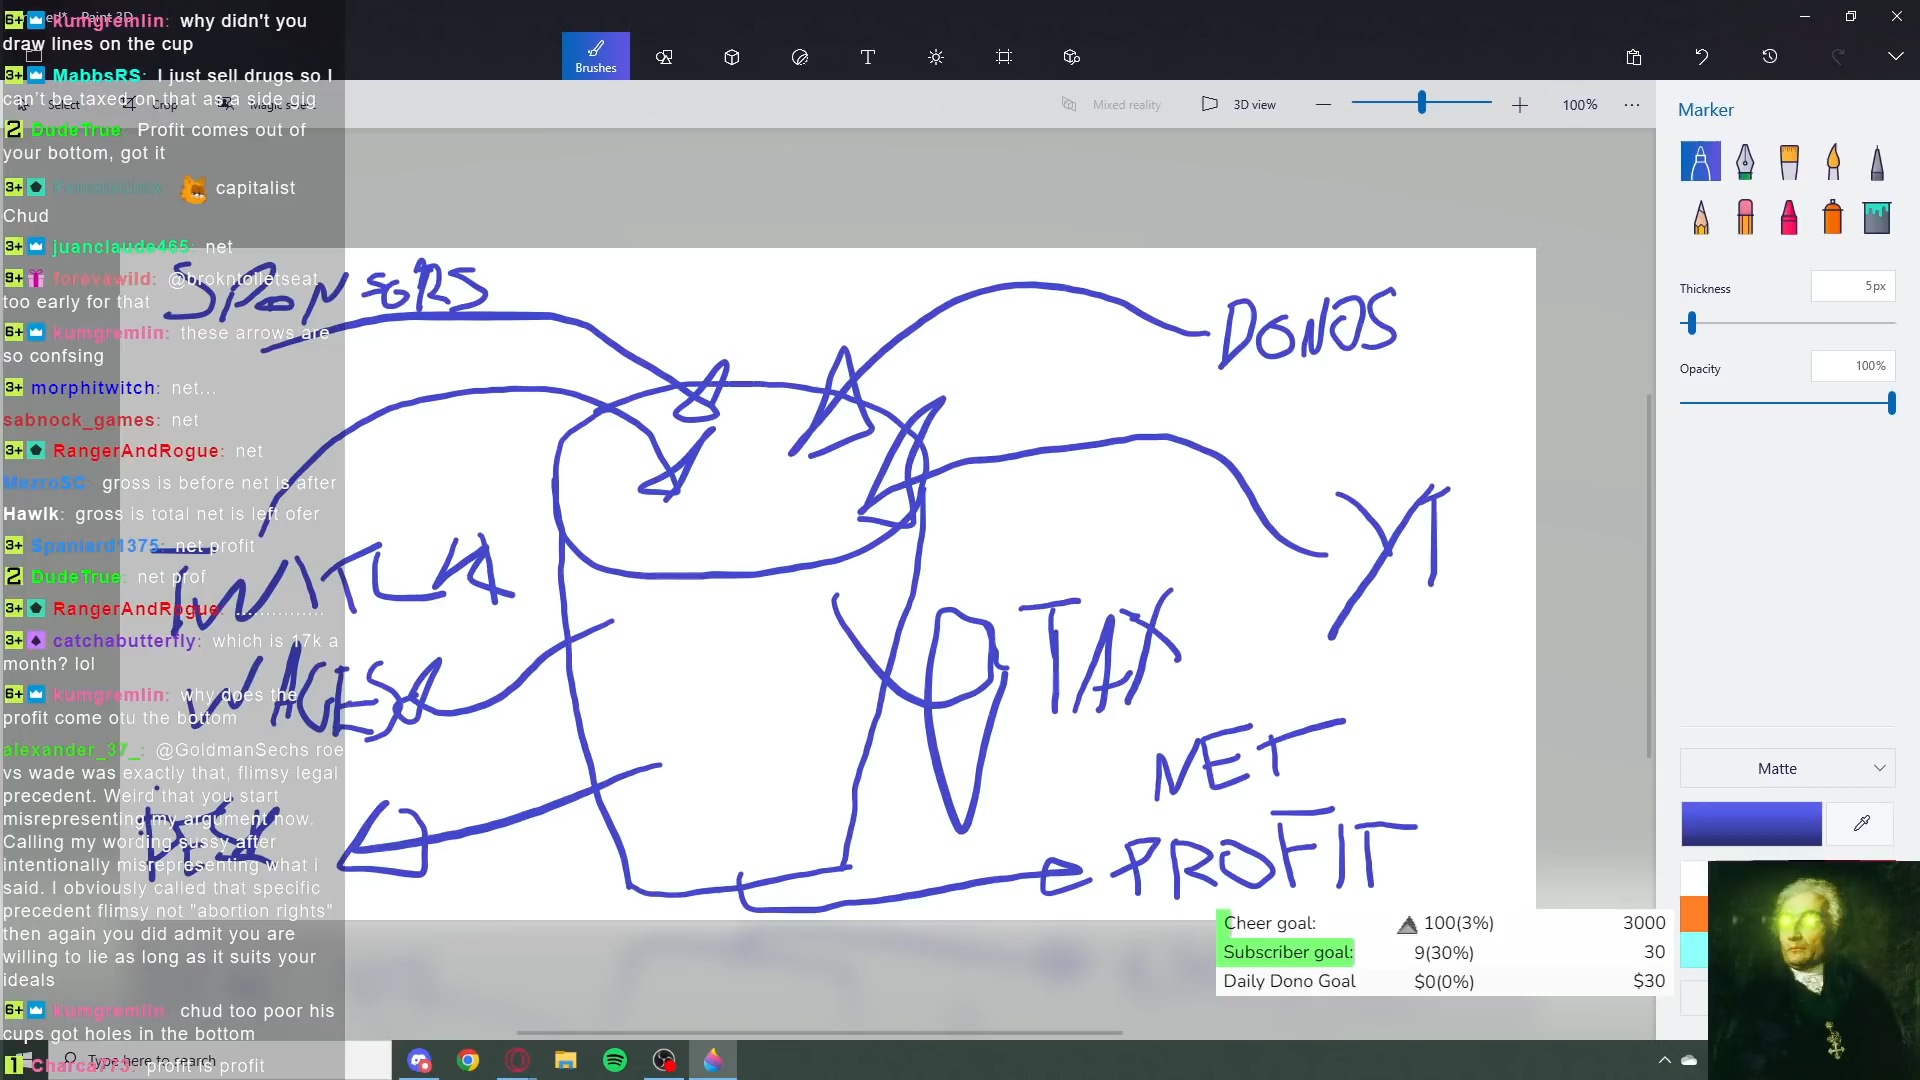 kumgremlin: why didn't you
draw lines on the cup
MabbsRS: I just sell drugs so I
can't be taxed on that as a side gig
DudeTrue: Profit comes out of
your bottom, got it
capitalist
Chud
juanclaude465: net
forevawild: @brokntoiletseat
too early for that
kumgremlin: these arrows are
so confsing
morphitwitch: net...
sabnock_games: net
RangerAndRogue: net
MezroSC: gross is before net is after
Hawlk: gross is total net is left ofer
Spaniard1375: net profit
DudeTrue: net prof
RangerAndRogue: ...............
catchabutterfly: which is 17k a
month? lol
kumgremlin: why does the
profit come otu the bottom
alexander_37_: @GoldmanSechs roe
vs wade was exactly that, flimsy legal
precedent. Weird that you start
misrepresenting my argument now.
Calling my wording sussy after
intentionally misrepresenting what i
said. I obviously called that specific
precedent flimsy not "abortion rights"
then again you did admit you are
willing to lie as long as it suits your
ideals
kumgremlin: chud too poor his
cups got holes in the bottom
Charca773: profit is profit
Paint 3D
Brushes
Select
Crop
Magic select
Mixed reality
3D view
100%
SPONSORS
DONOS
YT
WAGES
TAX
NET
PROFIT
Marker
Thickness
5px
Opacity
100%
Matte
Cheer goal: 100(3%) 3000
Subscriber goal: 9(30%) 30
Daily Dono Goal $0(0%) $30
Type here to search